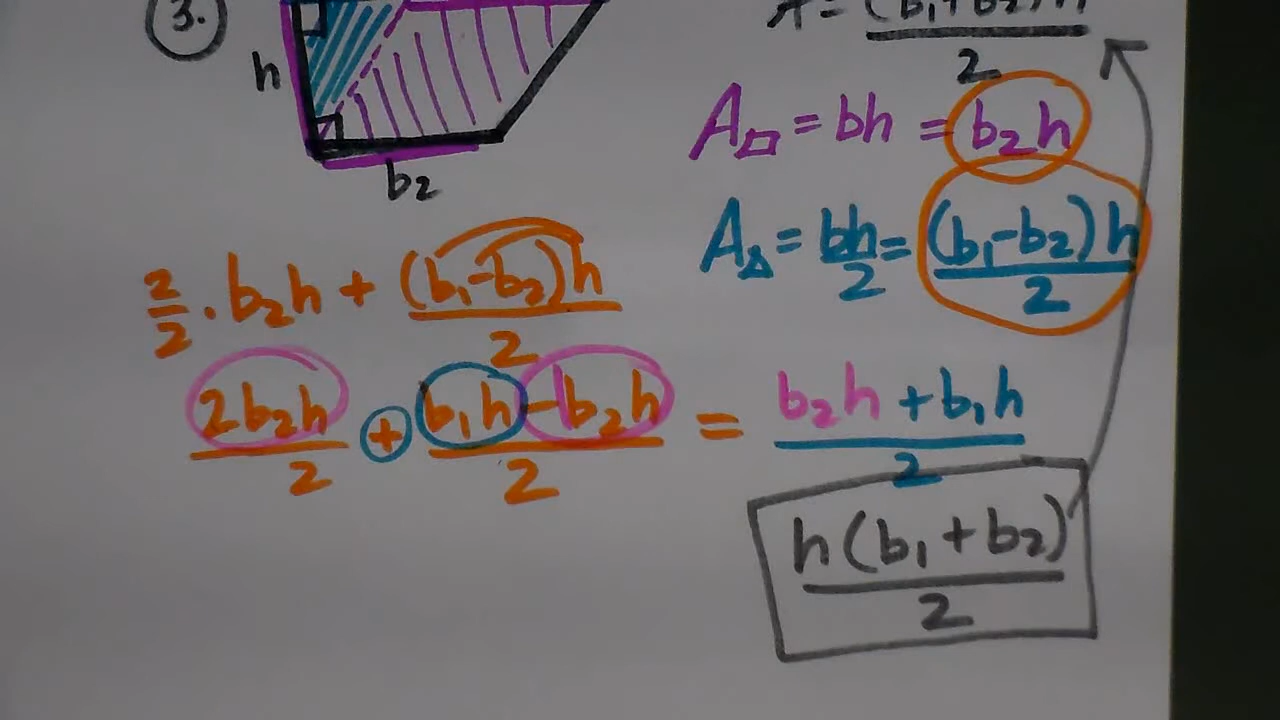 3.
A = (b₁+b₂)h
2
h
A▱ = bh = b₂h
b₂
A△ = bh/2 = (b₁-b₂)h/2
2/2 · b₂h + (b₁-b₂)h/2
2b₂h/2 + b₁h-b₂h/2 = b₂h+b₁h/2
h(b₁+b₂)/2